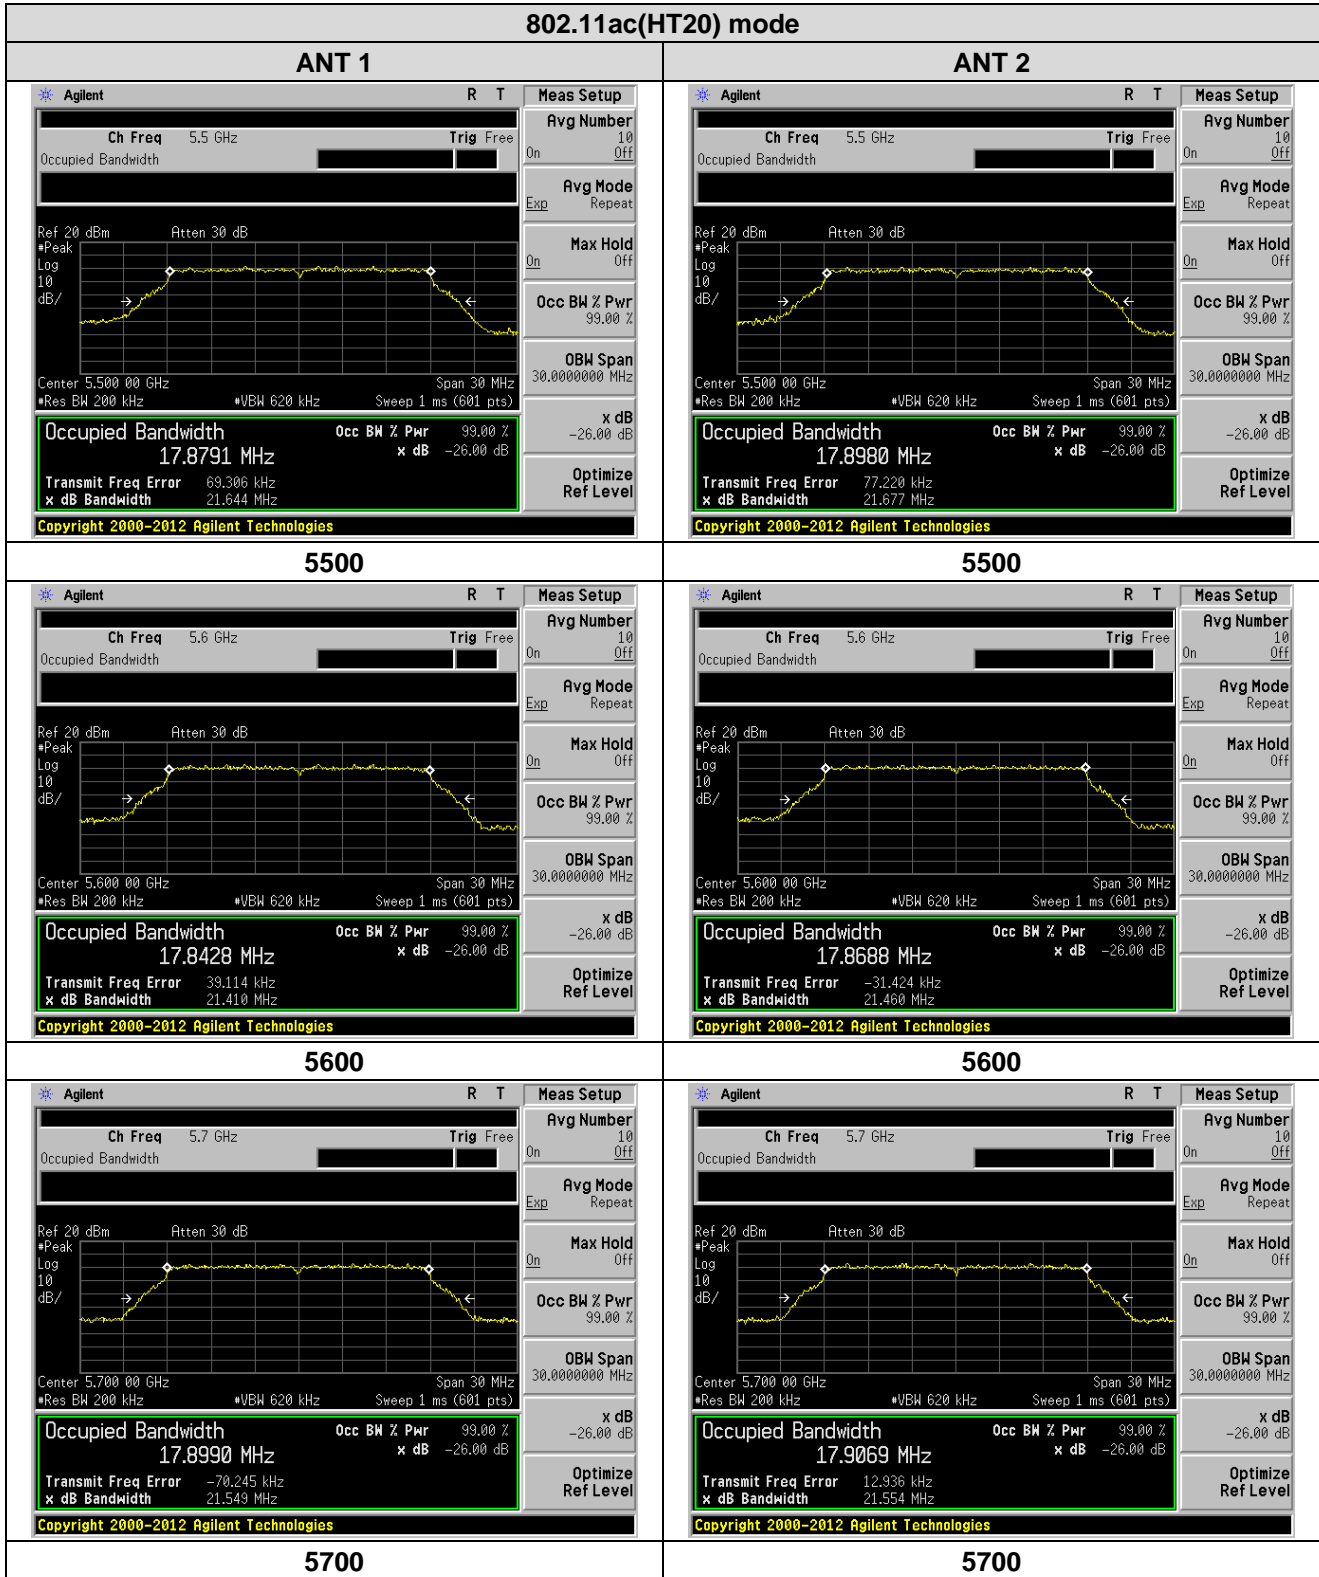 802.11ac(HT20) mode
ANT 1 ANT 2
Agilent R T Meas Setup
Ch Freq 5.5 GHz Trig Free
Occupied Bandwidth
Avg Number
10
On Off
Avg Mode
Exp Repeat
Max Hold
On Off
Occ BW % Pwr
99.00 %
OBW Span
30.0000000 MHz
x dB
-26.00 dB
Optimize
Ref Level
Ref 20 dBm Atten 30 dB
#Peak
Log
10
dB/
Center 5.500 00 GHz Span 30 MHz
#Res BW 200 kHz #VBW 620 kHz Sweep 1 ms (601 pts)
Occupied Bandwidth Occ BW % Pwr 99.00 %
17.8791 MHz x dB -26.00 dB
Transmit Freq Error 69.306 kHz
x dB Bandwidth 21.644 MHz
Copyright 2000-2012 Agilent Technologies
Agilent R T Meas Setup
Ch Freq 5.5 GHz Trig Free
Occupied Bandwidth
Avg Number
10
On Off
Avg Mode
Exp Repeat
Max Hold
On Off
Occ BW % Pwr
99.00 %
OBW Span
30.0000000 MHz
x dB
-26.00 dB
Optimize
Ref Level
Ref 20 dBm Atten 30 dB
#Peak
Log
10
dB/
Center 5.500 00 GHz Span 30 MHz
#Res BW 200 kHz #VBW 620 kHz Sweep 1 ms (601 pts)
Occupied Bandwidth Occ BW % Pwr 99.00 %
17.8980 MHz x dB -26.00 dB
Transmit Freq Error 77.220 kHz
x dB Bandwidth 21.677 MHz
Copyright 2000-2012 Agilent Technologies
5500 5500
Agilent R T Meas Setup
Ch Freq 5.6 GHz Trig Free
Occupied Bandwidth
Avg Number
10
On Off
Avg Mode
Exp Repeat
Max Hold
On Off
Occ BW % Pwr
99.00 %
OBW Span
30.0000000 MHz
x dB
-26.00 dB
Optimize
Ref Level
Ref 20 dBm Atten 30 dB
#Peak
Log
10
dB/
Center 5.600 00 GHz Span 30 MHz
#Res BW 200 kHz #VBW 620 kHz Sweep 1 ms (601 pts)
Occupied Bandwidth Occ BW % Pwr 99.00 %
17.8428 MHz x dB -26.00 dB
Transmit Freq Error 39.114 kHz
x dB Bandwidth 21.410 MHz
Copyright 2000-2012 Agilent Technologies
Agilent R T Meas Setup
Ch Freq 5.6 GHz Trig Free
Occupied Bandwidth
Avg Number
10
On Off
Avg Mode
Exp Repeat
Max Hold
On Off
Occ BW % Pwr
99.00 %
OBW Span
30.0000000 MHz
x dB
-26.00 dB
Optimize
Ref Level
Ref 20 dBm Atten 30 dB
#Peak
Log
10
dB/
Center 5.600 00 GHz Span 30 MHz
#Res BW 200 kHz #VBW 620 kHz Sweep 1 ms (601 pts)
Occupied Bandwidth Occ BW % Pwr 99.00 %
17.8688 MHz x dB -26.00 dB
Transmit Freq Error -31.424 kHz
x dB Bandwidth 21.460 MHz
Copyright 2000-2012 Agilent Technologies
5600 5600
Agilent R T Meas Setup
Ch Freq 5.7 GHz Trig Free
Occupied Bandwidth
Avg Number
10
On Off
Avg Mode
Exp Repeat
Max Hold
On Off
Occ BW % Pwr
99.00 %
OBW Span
30.0000000 MHz
x dB
-26.00 dB
Optimize
Ref Level
Ref 20 dBm Atten 30 dB
#Peak
Log
10
dB/
Center 5.700 00 GHz Span 30 MHz
#Res BW 200 kHz #VBW 620 kHz Sweep 1 ms (601 pts)
Occupied Bandwidth Occ BW % Pwr 99.00 %
17.8990 MHz x dB -26.00 dB
Transmit Freq Error -70.245 kHz
x dB Bandwidth 21.549 MHz
Copyright 2000-2012 Agilent Technologies
Agilent R T Meas Setup
Ch Freq 5.7 GHz Trig Free
Occupied Bandwidth
Avg Number
10
On Off
Avg Mode
Exp Repeat
Max Hold
On Off
Occ BW % Pwr
99.00 %
OBW Span
30.0000000 MHz
x dB
-26.00 dB
Optimize
Ref Level
Ref 20 dBm Atten 30 dB
#Peak
Log
10
dB/
Center 5.700 00 GHz Span 30 MHz
#Res BW 200 kHz #VBW 620 kHz Sweep 1 ms (601 pts)
Occupied Bandwidth Occ BW % Pwr 99.00 %
17.9069 MHz x dB -26.00 dB
Transmit Freq Error 12.936 kHz
x dB Bandwidth 21.554 MHz
Copyright 2000-2012 Agilent Technologies
5700 5700